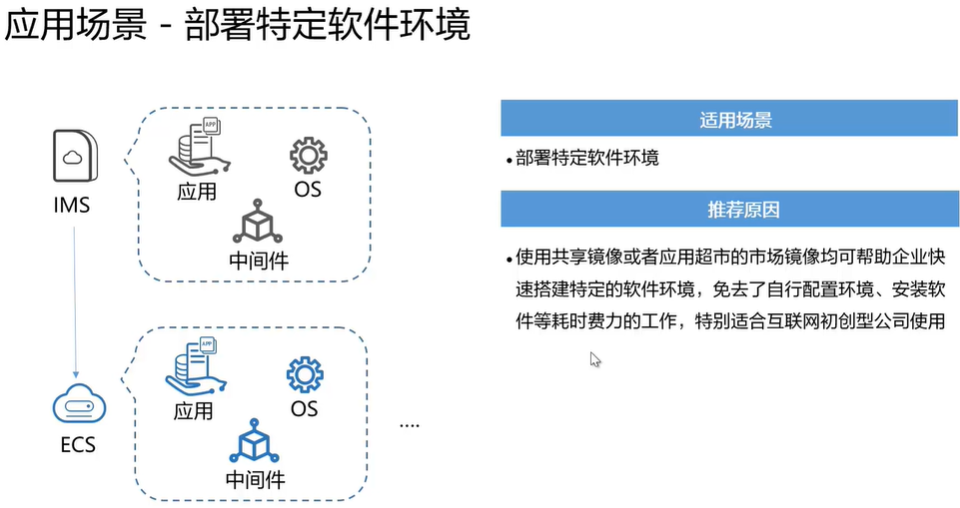 应用场景 - 部署特定软件环境
IMS
APP
应用
OS
中间件
ECS
APP
应用
OS
中间件
....
适用场景
•部署特定软件环境
推荐原因
•使用共享镜像或者应用超市的市场镜像均可帮助企业快
速搭建特定的软件环境，免去了自行配置环境、安装软
件等耗时费力的工作，特别适合互联网初创型公司使用